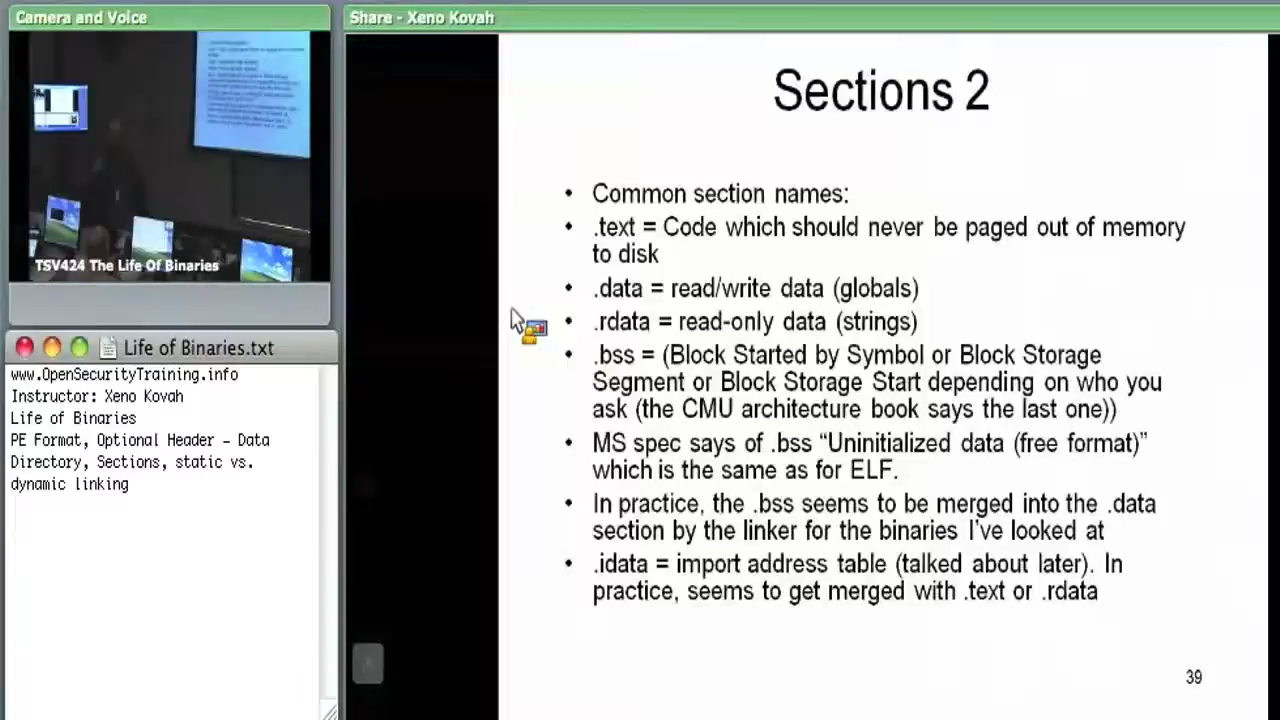 Camera and Voice
TSV424 The Life Of Binaries
Life of Binaries.txt
www.OpenSecurityTraining.info
Instructor: Xeno Kovah
Life of Binaries
PE Format, Optional Header – Data
Directory, Sections, static vs.
dynamic linking
Share - Xeno Kovah
Sections 2
• Common section names:
• .text = Code which should never be paged out of memory
to disk
• .data = read/write data (globals)
• .rdata = read-only data (strings)
• .bss = (Block Started by Symbol or Block Storage
Segment or Block Storage Start depending on who you
ask (the CMU architecture book says the last one))
• MS spec says of .bss “Uninitialized data (free format)”
which is the same as for ELF.
• In practice, the .bss seems to be merged into the .data
section by the linker for the binaries I’ve looked at
• .idata = import address table (talked about later). In
practice, seems to get merged with .text or .rdata
39